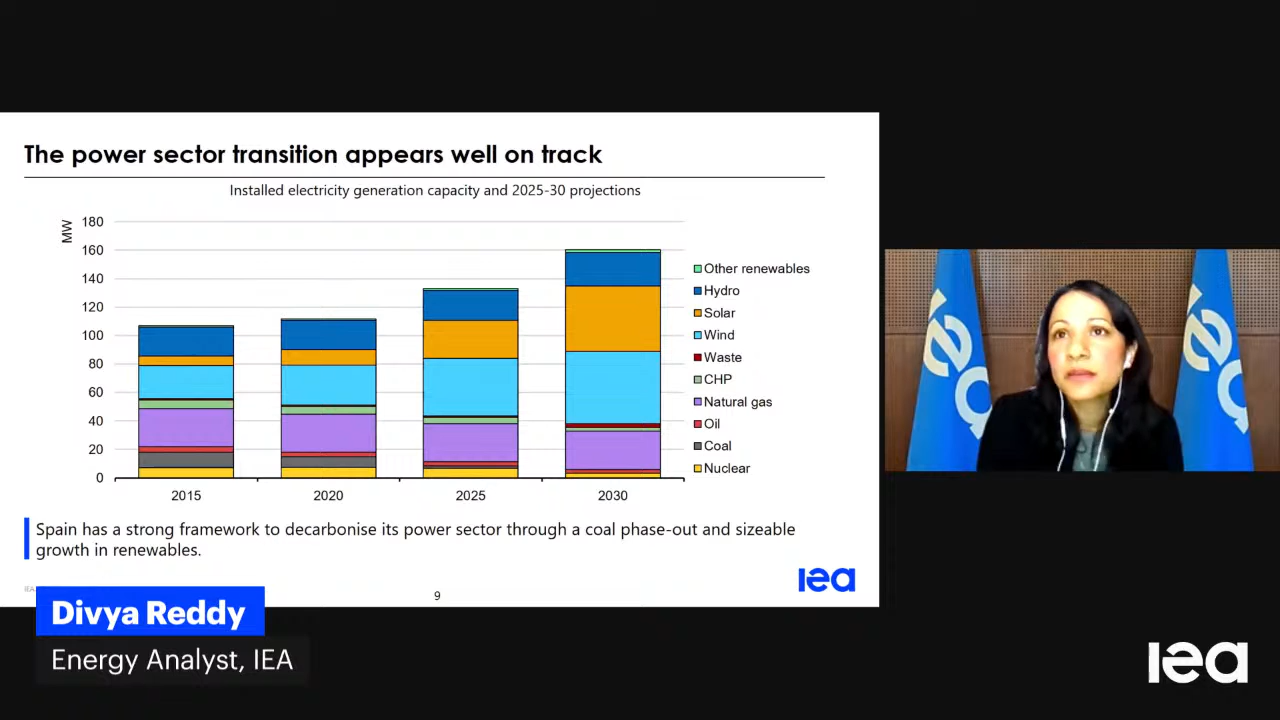 The power sector transition appears well on track
Installed electricity generation capacity and 2025-30 projections
MW
180
160
140
120
100
80
60
40
20
0
2015
2020
2025
2030
Other renewables
Hydro
Solar
Wind
Waste
CHP
Natural gas
Oil
Coal
Nuclear
Spain has a strong framework to decarbonise its power sector through a coal phase-out and sizeable
growth in renewables.
9
iea
Divya Reddy
Energy Analyst, IEA
iea
iea
iea